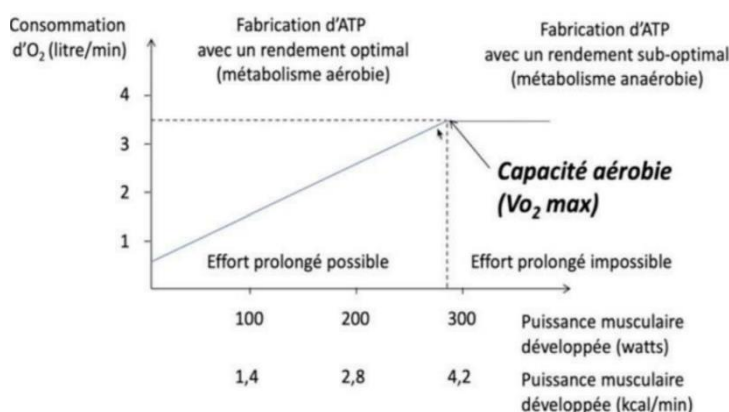 Consommation
d'O₂ (litre/min)
Fabrication d'ATP
avec un rendement optimal
(métabolisme aérobie)
Fabrication d'ATP
avec un rendement sub-optimal
(métabolisme anaérobie)
4
3
2
1
Capacité aérobie
(Vo₂ max)
Effort prolongé possible
Effort prolongé impossible
100 200 300
Puissance musculaire
développée (watts)
1,4 2,8 4,2
Puissance musculaire
développée (kcal/min)